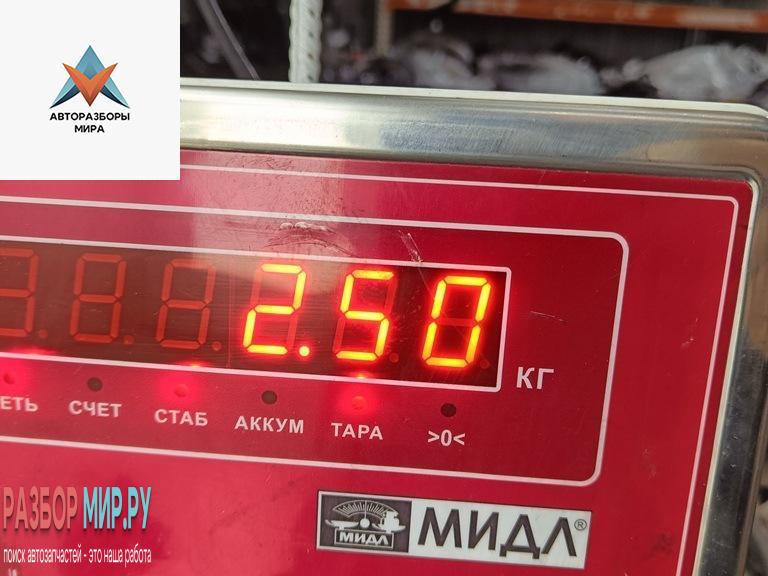 АВТОРАЗБОРЫ
МИРА
2.50
КГ
ЕТЬ СЧЕТ СТАБ АККУМ ТАРА >0<
МИДЛ МИДЛ®
РАЗБОР МИР.РУ
поиск автозапчастей - это наша работа